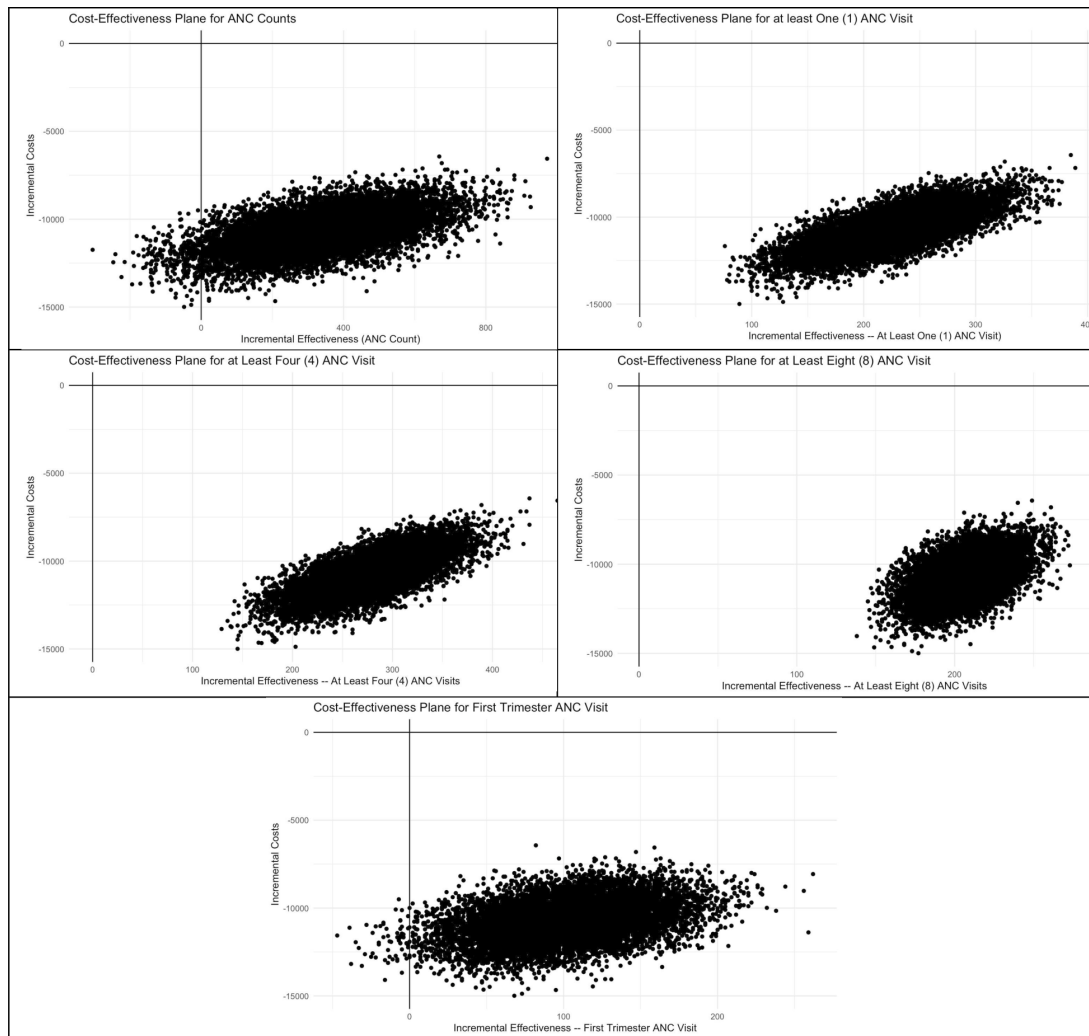 Cost-Effectiveness Plane for ANC Counts
0
-5000
-10000
-15000
Incremental Costs
0
400
800
Incremental Effectiveness (ANC Count)
Cost-Effectiveness Plane for at least One (1) ANC Visit
0
-5000
-10000
-15000
Incremental Costs
0
100
200
300
400
Incremental Effectiveness -- At Least One (1) ANC Visit)
Cost-Effectiveness Plane for at Least Four (4) ANC Visit
0
-5000
-10000
-15000
Incremental Costs
0
100
200
300
400
Incremental Effectiveness -- At Least Four (4) ANC Visits
Cost-Effectiveness Plane for at Least Eight (8) ANC Visit
0
-5000
-10000
-15000
Incremental Costs
0
100
200
Incremental Effectiveness -- At Least Eight (8) ANC Visits
Cost-Effectiveness Plane for First Trimester ANC Visit
0
-5000
-10000
-15000
Incremental Costs
0
100
200
Incremental Effectiveness -- First Trimester ANC Visit